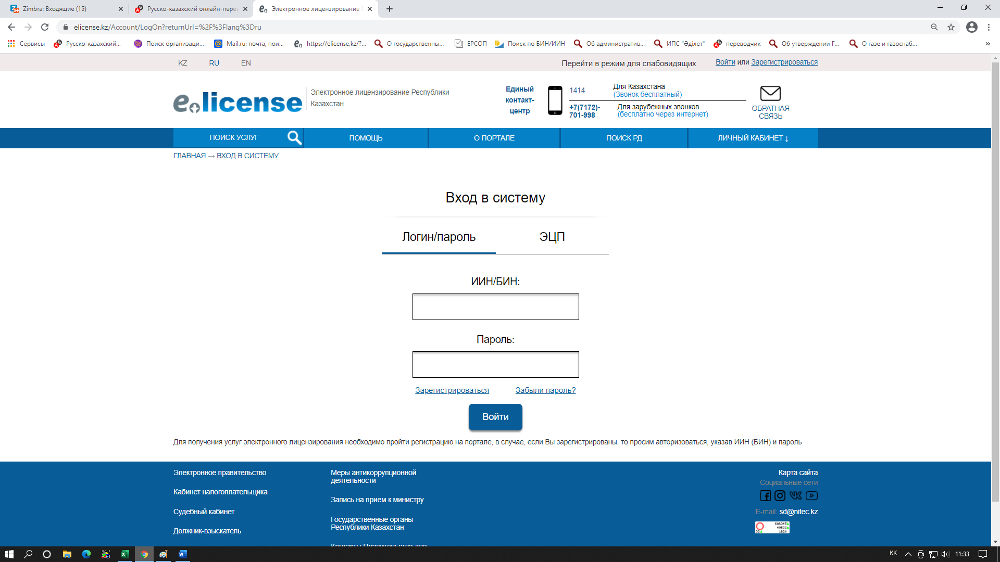 Zimbra: Входящие (15)
Русско-казахский онлайн-перев
Электронное лицензирование
elicense.kz/Account/LogOn?returnUrl=%2F%3Flang%3Dru
Сервисы
Русско-казахский...
Поиск организаци...
Mail.ru: почта, пои...
https://elicense.kz/?...
О государственны...
ЕРСОП
Поиск по БИН/ИИН
Об административ...
ИПС "Әділет"
переводчик
Об утверждении Г...
О газе и газоснаб...
»
KZ RU EN
Перейти в режим для слабовидящих
Войти или Зарегистрироваться
e.license
Электронное лицензирование Республики
Казахстан
Единый
контакт-
центр
1414
Для Казахстана
(Звонок бесплатный)
+7(7172)-
701-998
Для зарубежных звонков
(бесплатно через интернет)
ОБРАТНАЯ
СВЯЗЬ
ПОИСК УСЛУГ
ПОМОЩЬ
О ПОРТАЛЕ
ПОИСК РД
ЛИЧНЫЙ КАБИНЕТ ↓
ГЛАВНАЯ → ВХОД В СИСТЕМУ
Вход в систему
Логин/пароль
ЭЦП
ИИН/БИН:
Пароль:
Зарегистрироваться
Забыли пароль?
Войти
Для получения услуг электронного лицензирования необходимо пройти регистрацию на портале, в случае, если Вы зарегистрированы, то просим авторизоваться, указав ИИН (БИН) и пароль
Электронное правительство
Кабинет налогоплательщика
Судебный кабинет
Должник-взыскатель
Меры антикоррупционной
деятельности
Запись на прием к министру
Государственные органы
Республики Казахстан
Контакты Правительства для
Карта сайта
Социальные сети
E-mail: sd@nitec.kz
KK
11:33